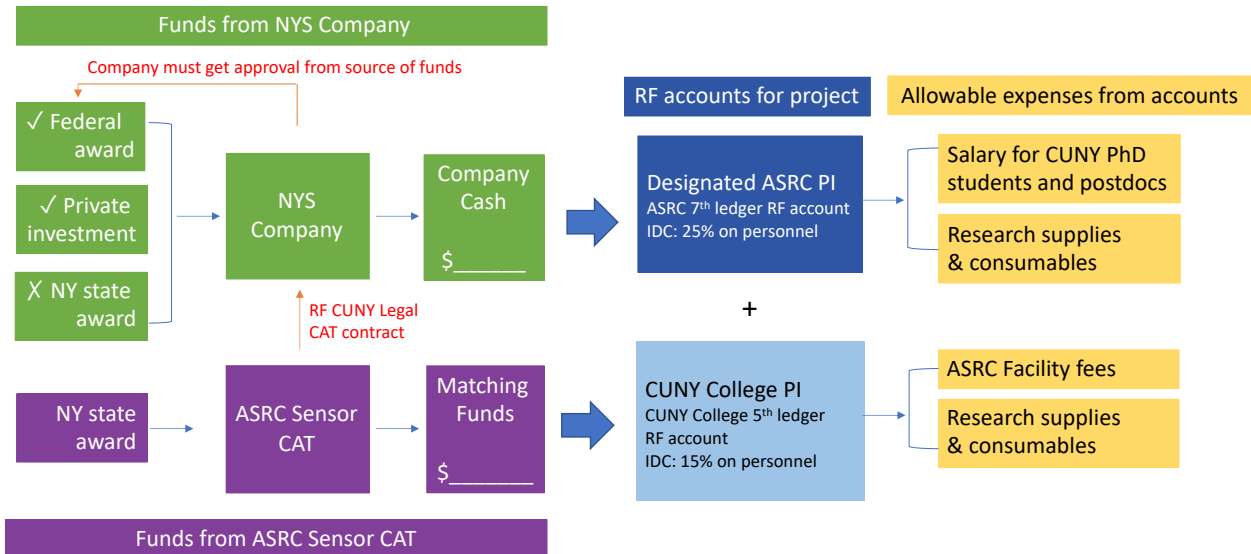 Funds from NYS Company
Company must get approval from source of funds
RF accounts for project
Allowable expenses from accounts
✓ Federal
award
✓ Private
investment
X NY state
award
NYS
Company
Company
Cash
$______
Designated ASRC PI
ASRC 7th ledger RF account
IDC: 25% on personnel
Salary for CUNY PhD
students and postdocs
Research supplies
& consumables
RF CUNY Legal
CAT contract
+
NY state
award
ASRC Sensor
CAT
Matching
Funds
$_______
CUNY College PI
CUNY College 5th ledger
RF account
IDC: 15% on personnel
ASRC Facility fees
Research supplies
& consumables
Funds from ASRC Sensor CAT